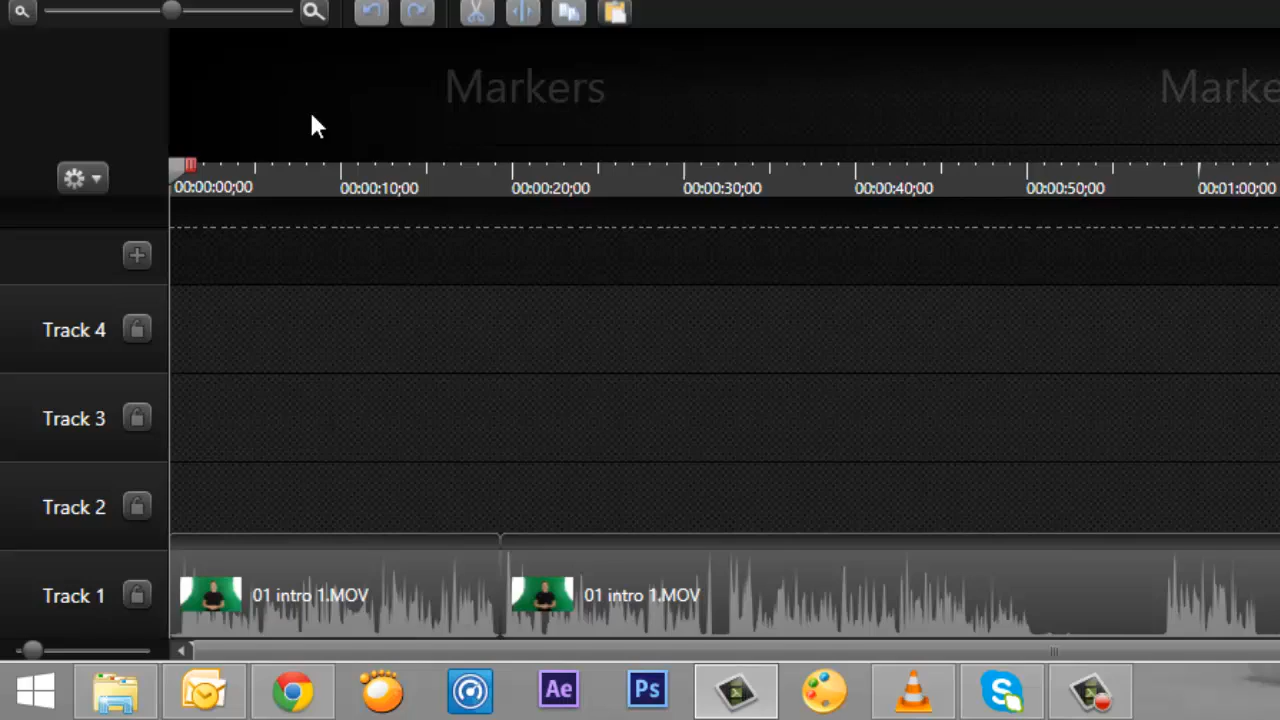 Markers Marke
00:00:00;00 00:00:10;00 00:00:20;00 00:00:30;00 00:00:40;00 00:00:50;00 00:01:00;00
Track 4
Track 3
Track 2
Track 1 01 intro 1.MOV 01 intro 1.MOV
Ae Ps